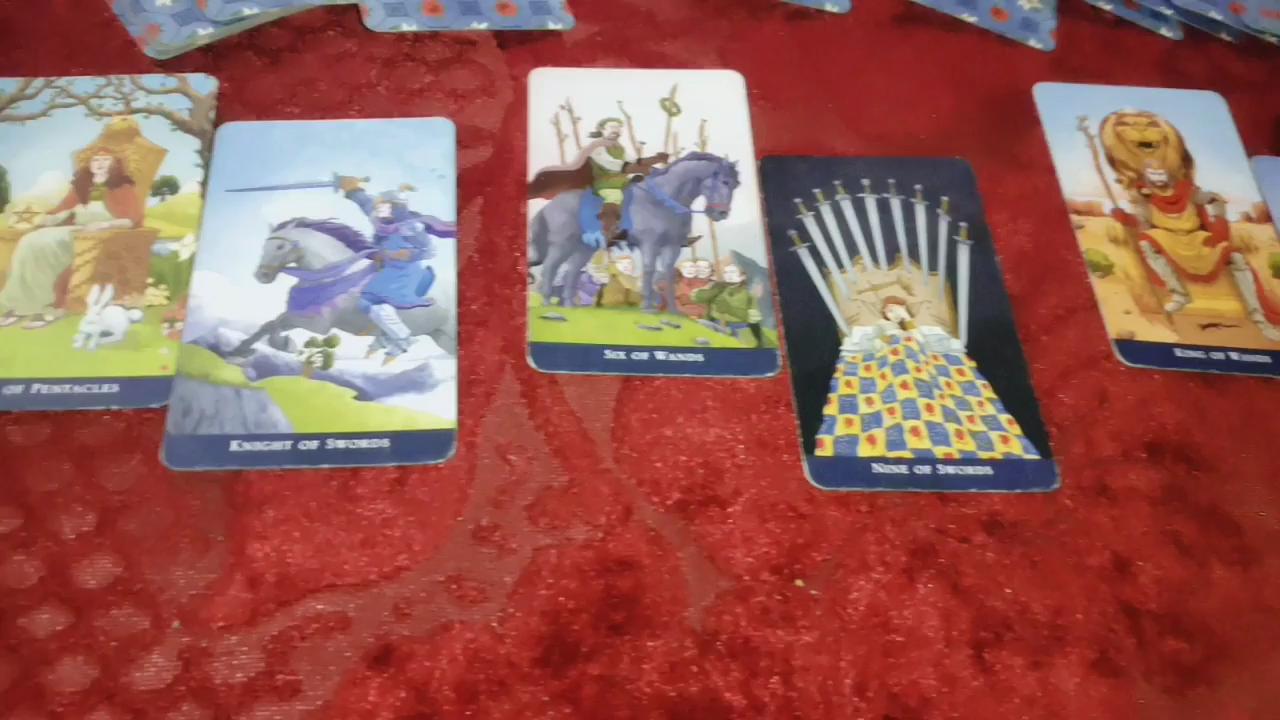 OF PENTACLES
KNIGHT OF SWORDS
SIX OF WANDS
NINE OF SWORDS
KING OF WANDS